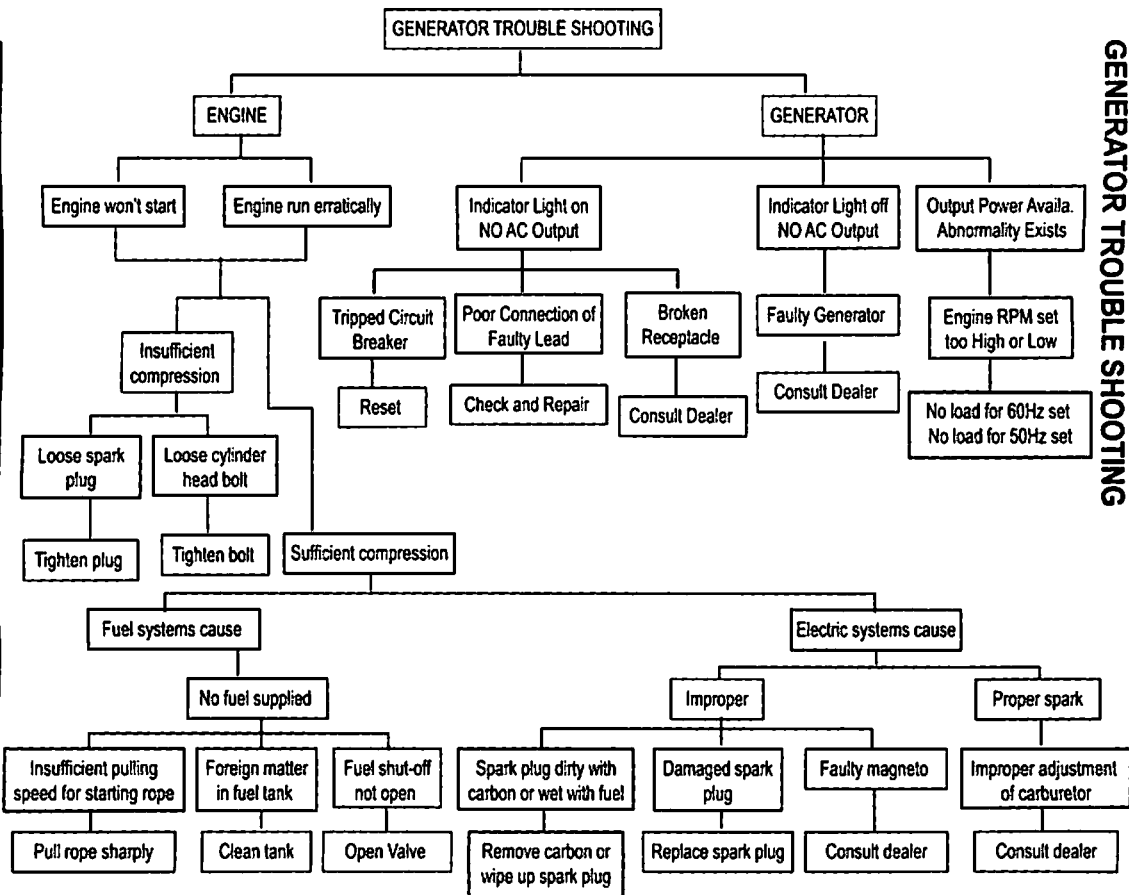 GENERATOR TROUBLE SHOOTING
GENERATOR TROUBLE SHOOTING
ENGINE
GENERATOR
Engine won't start
Engine run erratically
Indicator Light on
NO AC Output
Indicator Light off
NO AC Output
Output Power Availa.
Abnormality Exists
Tripped Circuit
Breaker
Poor Connection of
Faulty Lead
Broken
Receptacle
Faulty Generator
Engine RPM set
too High or Low
Reset
Check and Repair
Consult Dealer
Consult Dealer
No load for 60Hz set
No load for 50Hz set
Insufficient
compression
Loose spark
plug
Loose cylinder
head bolt
Tighten plug
Tighten bolt
Sufficient compression
Fuel systems cause
Electric systems cause
No fuel supplied
Improper
Proper spark
Insufficient pulling
speed for starting rope
Foreign matter
in fuel tank
Fuel shut-off
not open
Spark plug dirty with
carbon or wet with fuel
Damaged spark
plug
Faulty magneto
Improper adjustment
of carburetor
Pull rope sharply
Clean tank
Open Valve
Remove carbon or
wipe up spark plug
Replace spark plug
Consult dealer
Consult dealer